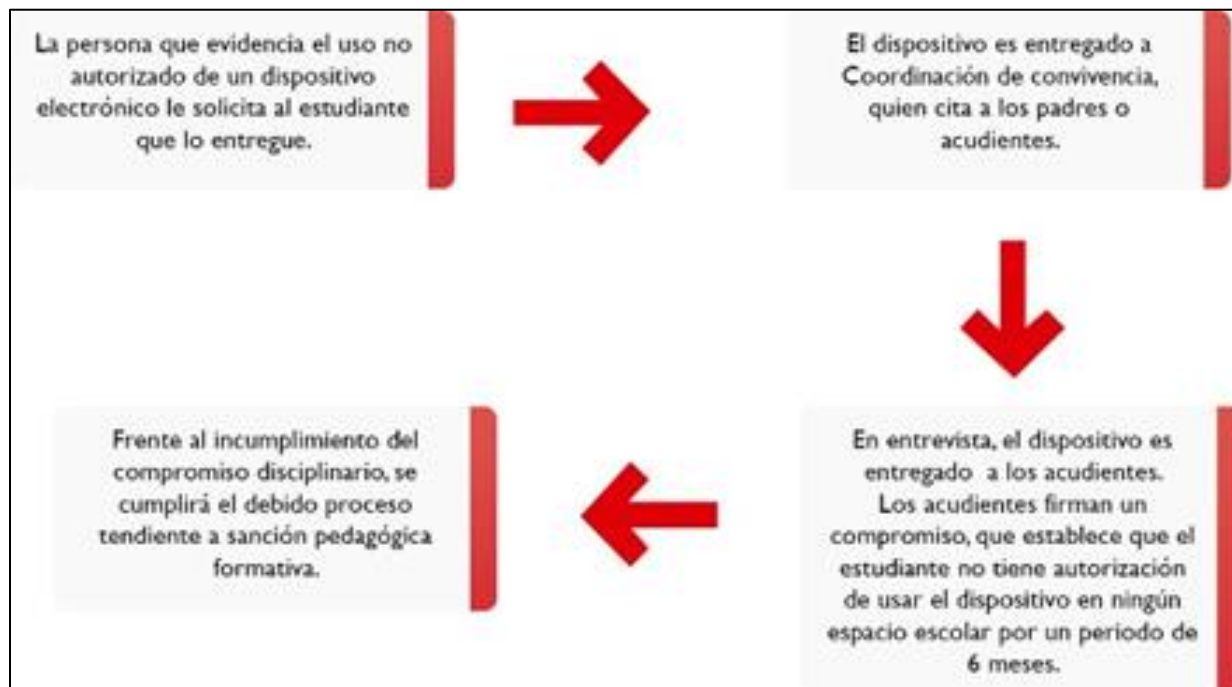 La persona que evidencia el uso no
autorizado de un dispositivo
electrónico le solicita al estudiante
que lo entregue.
El dispositivo es entregado a
Coordinación de convivencia,
quien cita a los padres o
acudientes.
En entrevista, el dispositivo es
entregado a los acudientes.
Los acudientes firman un
compromiso, que establece que el
estudiante no tiene autorización
de usar el dispositivo en ningún
espacio escolar por un periodo de
6 meses.
Frente al incumplimiento del
compromiso disciplinario, se
cumplirá el debido proceso
tendiente a sanción pedagógica
formativa.